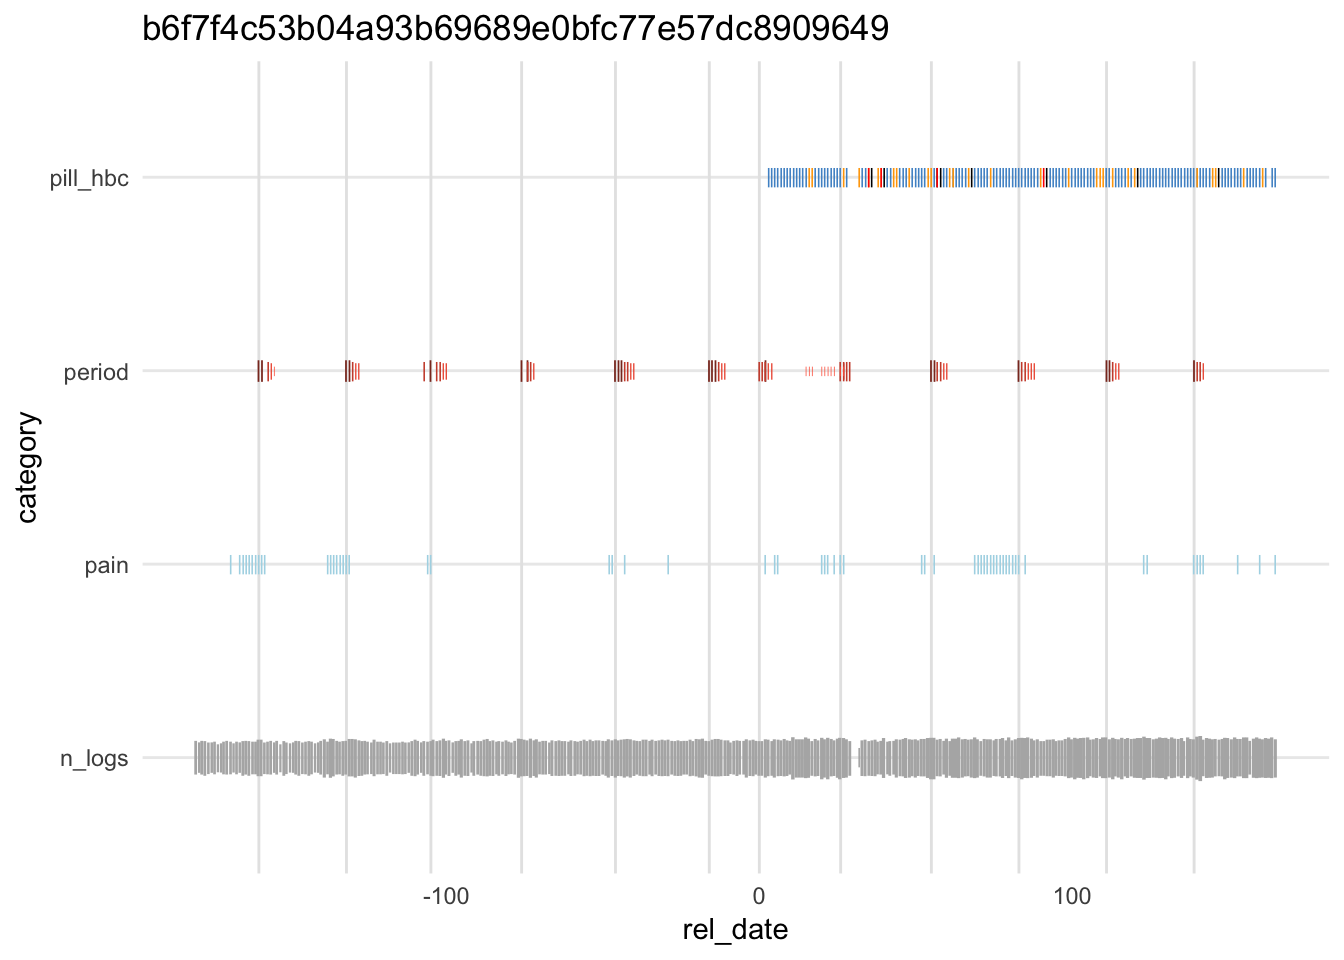 b6f7f4c53b04a93b69689e0bfc77e57dc8909649
pill_hbc
period
pain
n_logs
category
-100
0
100
rel_date